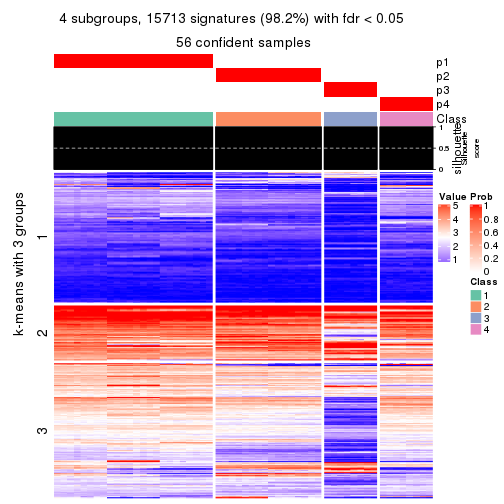 4 subgroups, 15713 signatures (98.2%) with fdr < 0.05
56 confident samples
p1
p2
p3
p4
Class
1
0.5
0
silhouette
Silhouette
score
k-means with 3 groups
1
2
3
Value
5
4
3
2
1
Prob
1
0.8
0.6
0.4
0.2
0
Class
1
2
3
4